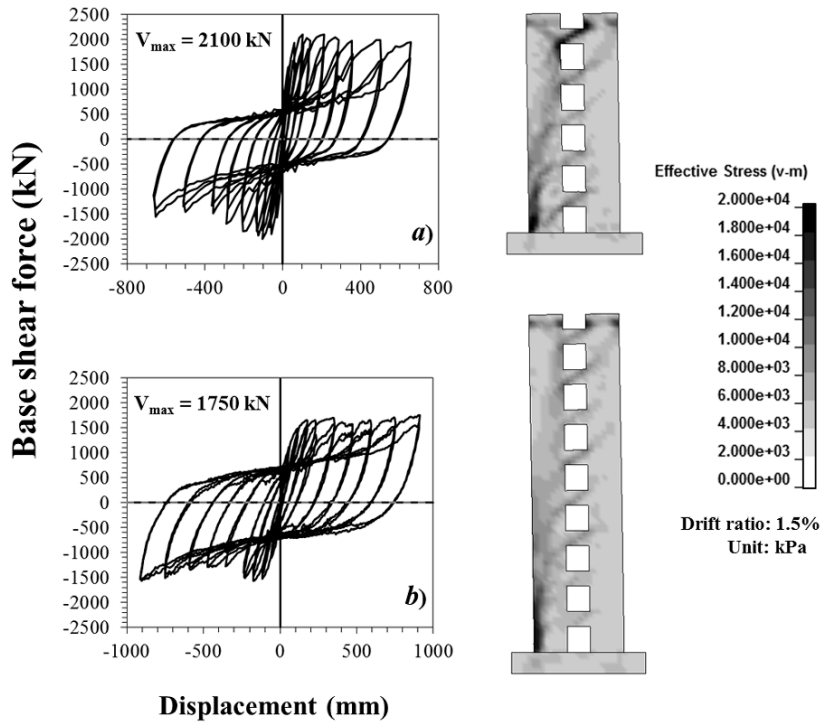 Base shear force (kN)
2500
2000
1500
1000
500
0
-500
-1000
-1500
-2000
-2500
V_max = 2100 kN
a)
-800
-400
0
400
800
2500
2000
1500
1000
500
0
-500
-1000
-1500
-2000
-2500
V_max = 1750 kN
b)
-1000
-500
0
500
1000
Displacement (mm)
Effective Stress (v-m)
2.000e+04
1.800e+04
1.600e+04
1.400e+04
1.200e+04
1.000e+04
8.000e+03
6.000e+03
4.000e+03
2.000e+03
0.000e+00
Drift ratio: 1.5%
Unit: kPa